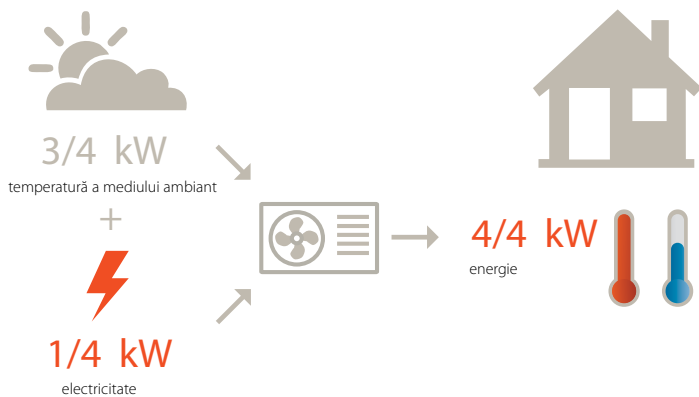 3/4 kW
temperatură a mediului ambiant
+
1/4 kW
electricitate
4/4 kW
energie